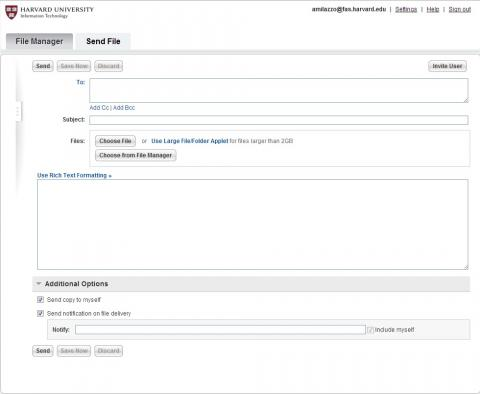 HARVARD UNIVERSITY
Information Technology
amilazzo@fas.harvard.edu | Settings | Help | Sign out
File Manager Send File
Send Save Now Discard Invite User
To:
Add Cc | Add Bcc
Subject:
Files: Choose File or Use Large File/Folder Applet for files larger than 2GB
Choose from File Manager
Use Rich Text Formatting »
Additional Options
Send copy to myself
Send notification on file delivery
Notify: Include myself
Send Save Now Discard